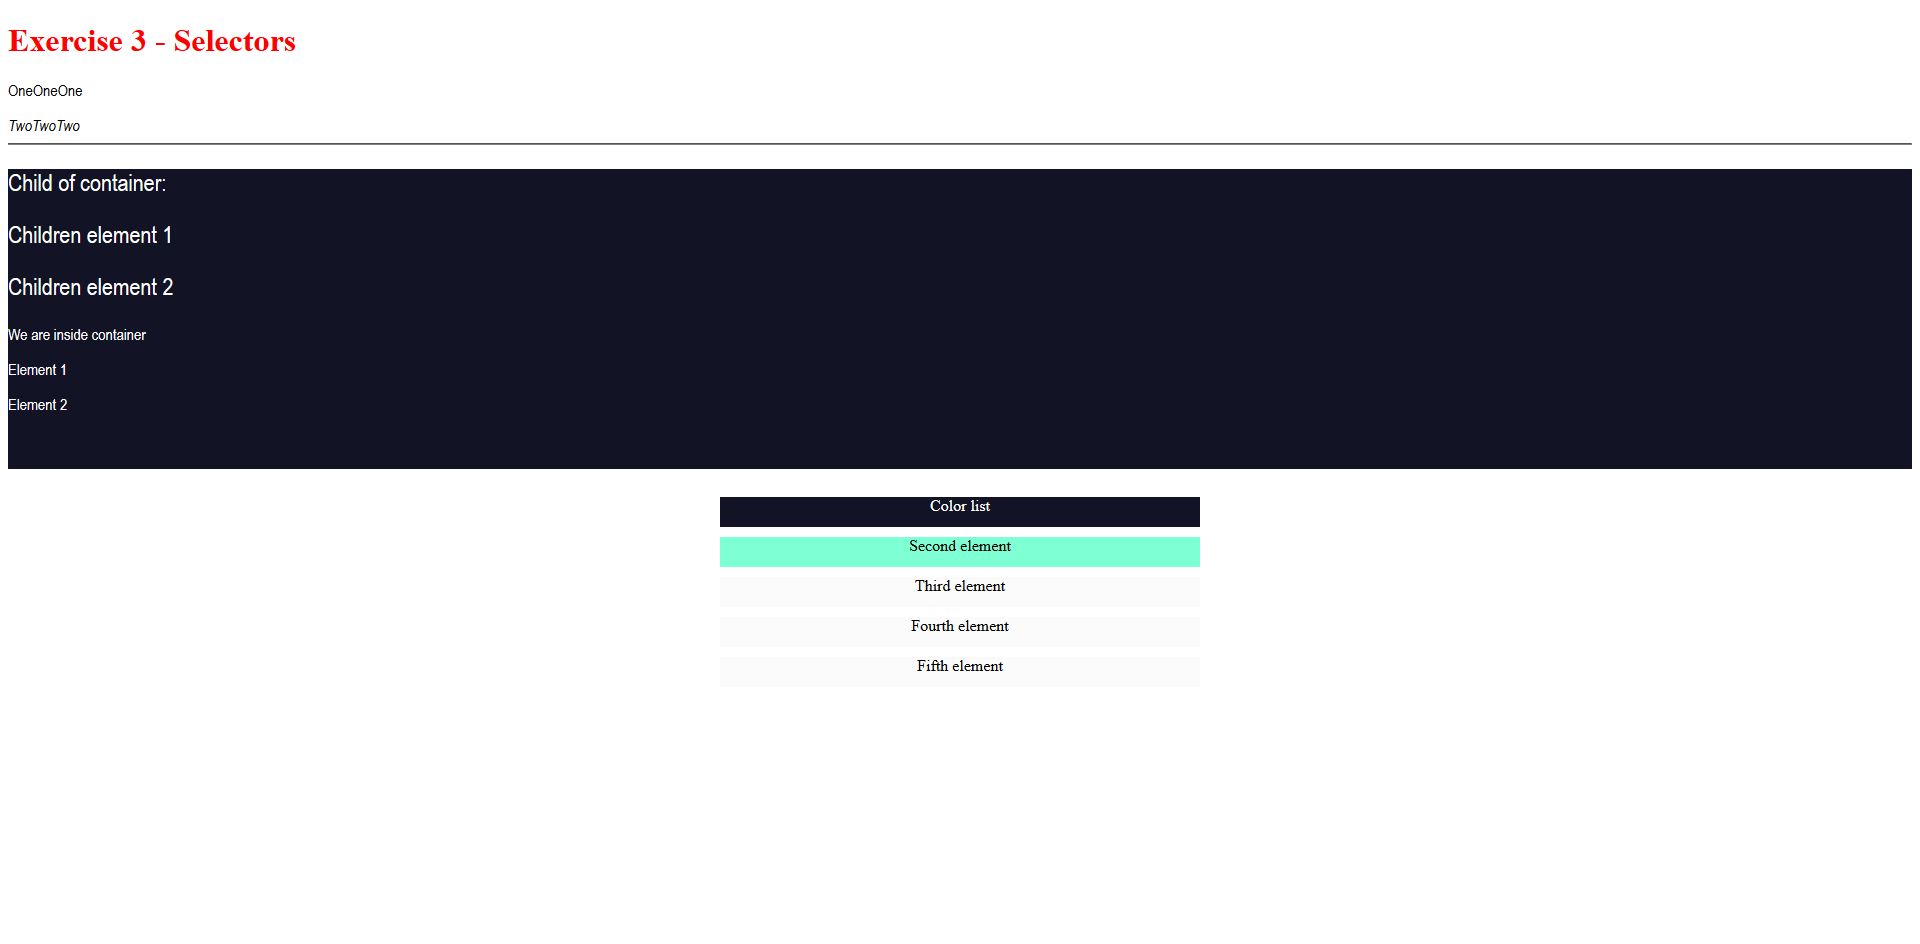 Exercise 3 - Selectors
OneOneOne
TwoTwoTwo
Child of container:
Children element 1
Children element 2
We are inside container
Element 1
Element 2
Color list
Second element
Third element
Fourth element
Fifth element